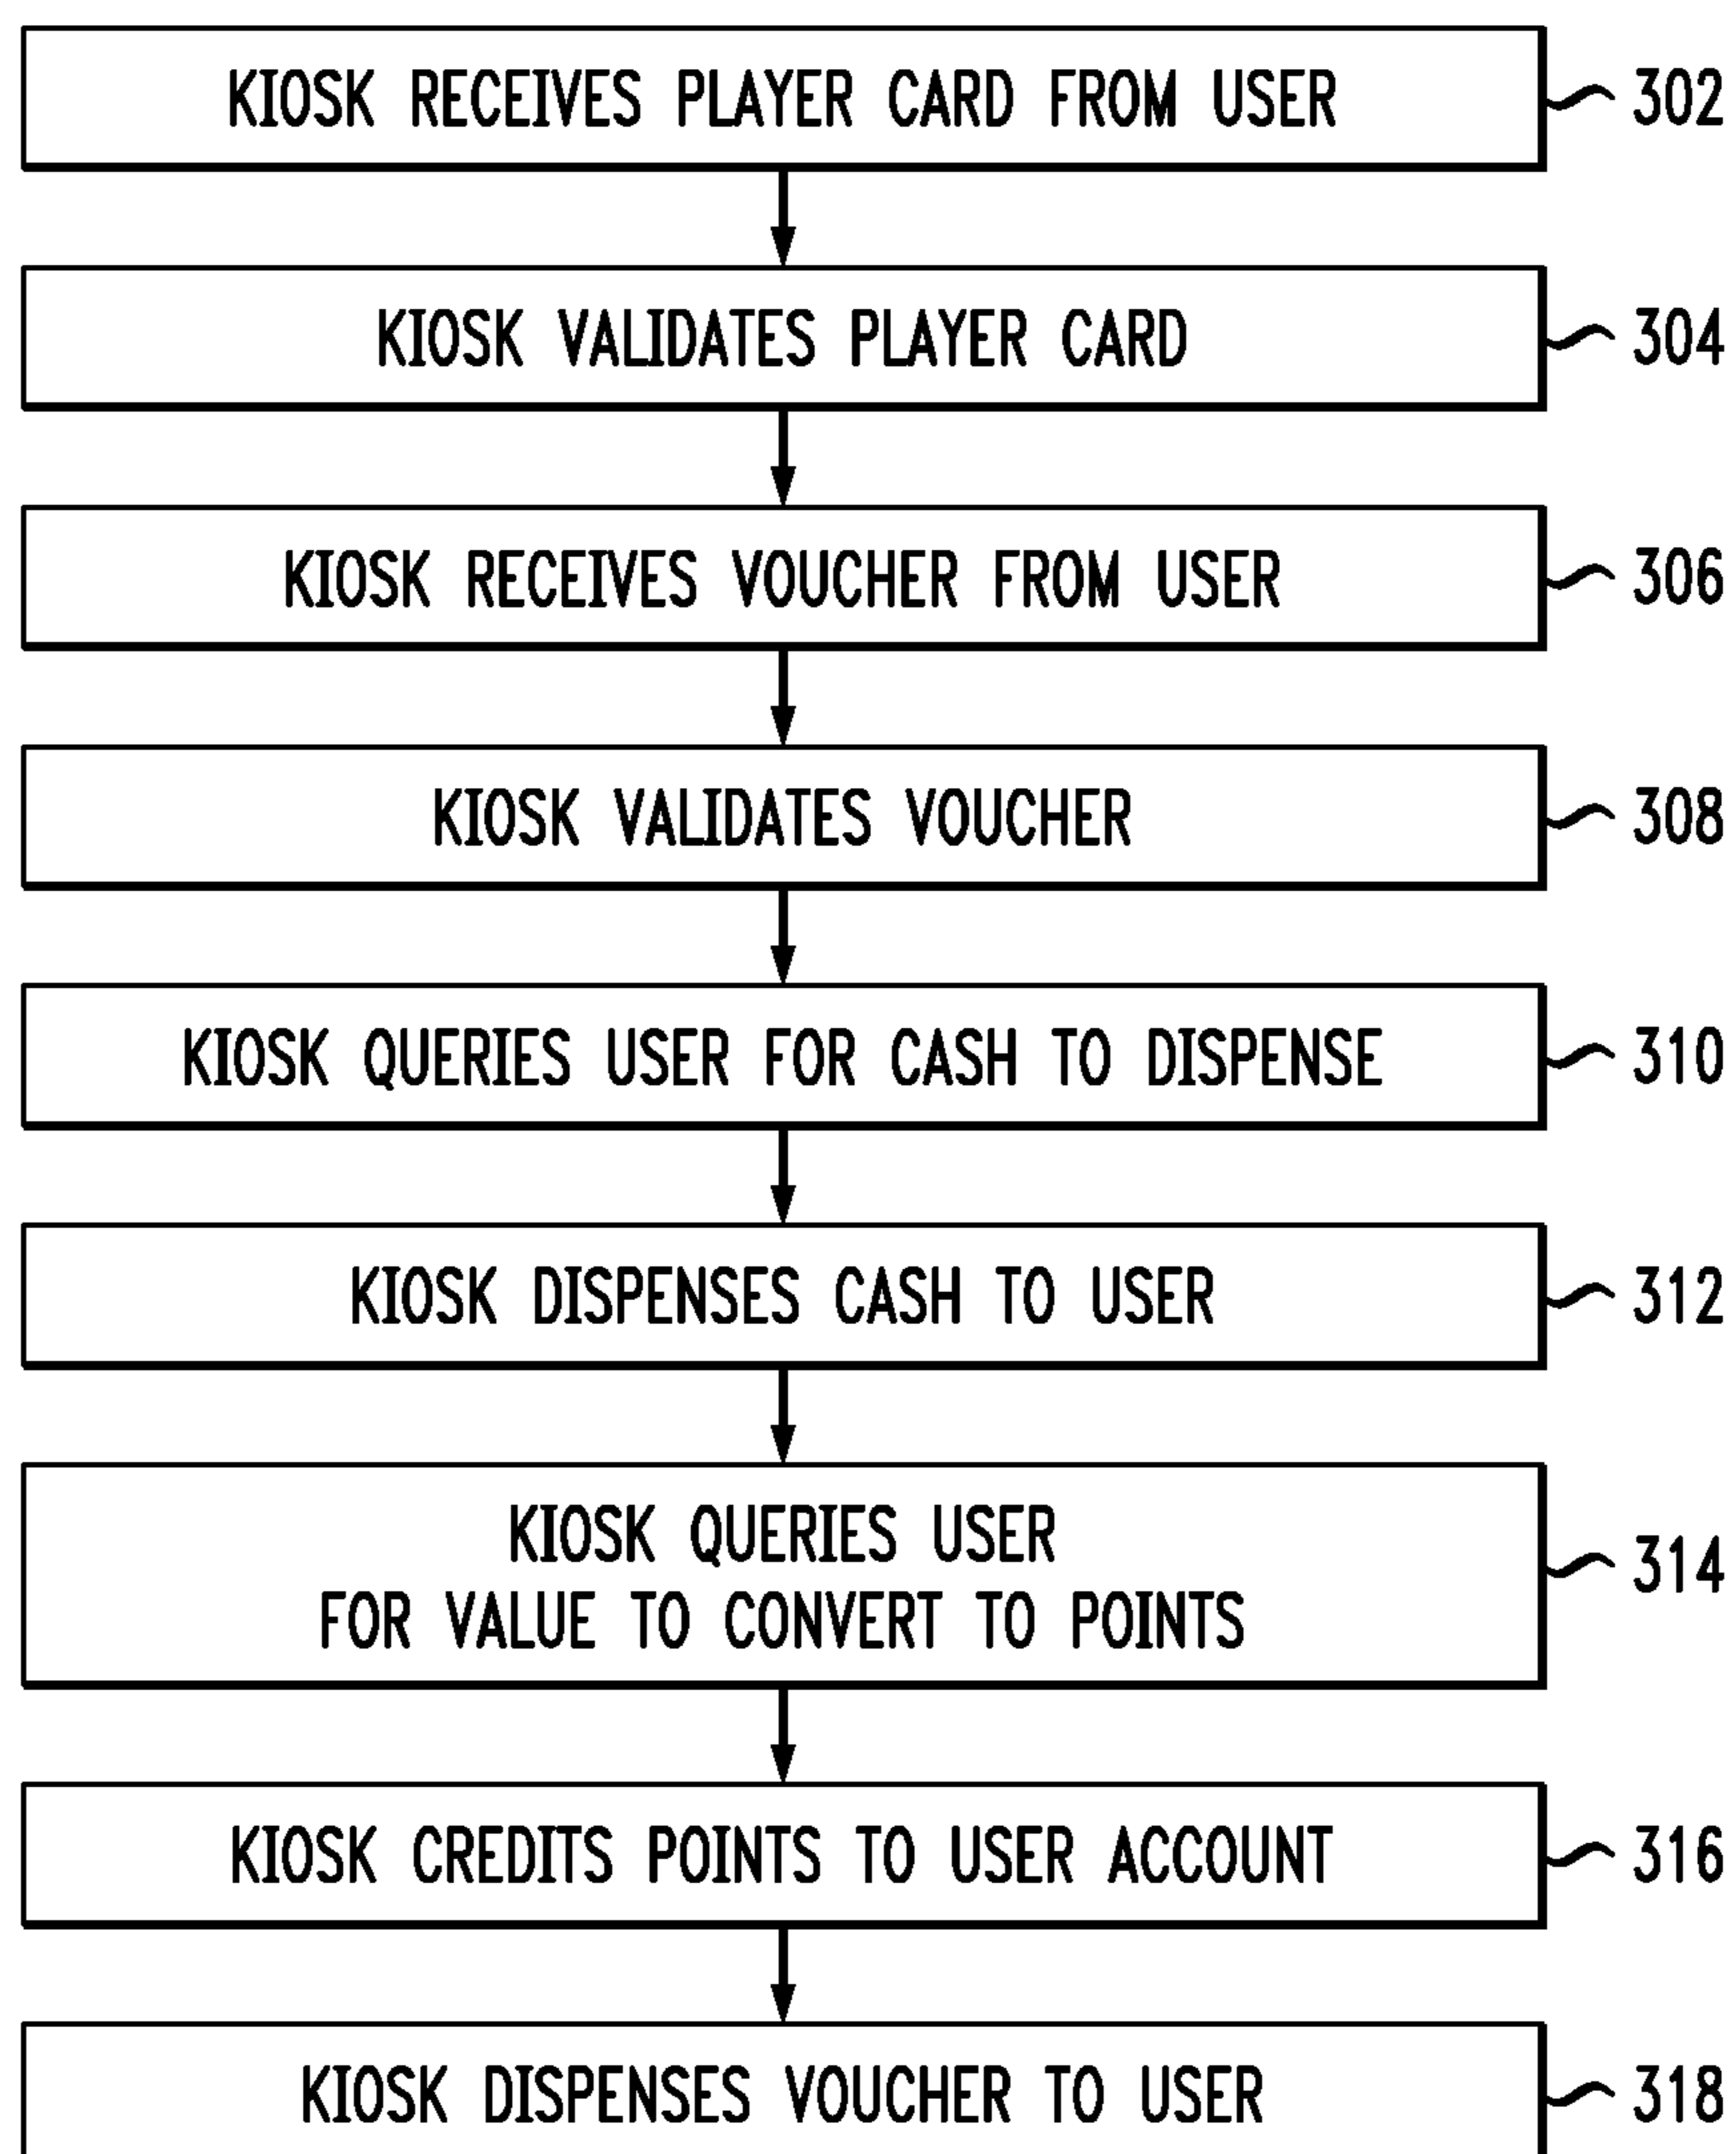 KIOSK RECEIVES PLAYER CARD FROM USER 302
KIOSK VALIDATES PLAYER CARD 304
KIOSK RECEIVES VOUCHER FROM USER 306
KIOSK VALIDATES VOUCHER 308
KIOSK QUERIES USER FOR CASH TO DISPENSE 310
KIOSK DISPENSES CASH TO USER 312
KIOSK QUERIES USER
FOR VALUE TO CONVERT TO POINTS 314
KIOSK CREDITS POINTS TO USER ACCOUNT 316
KIOSK DISPENSES VOUCHER TO USER 318